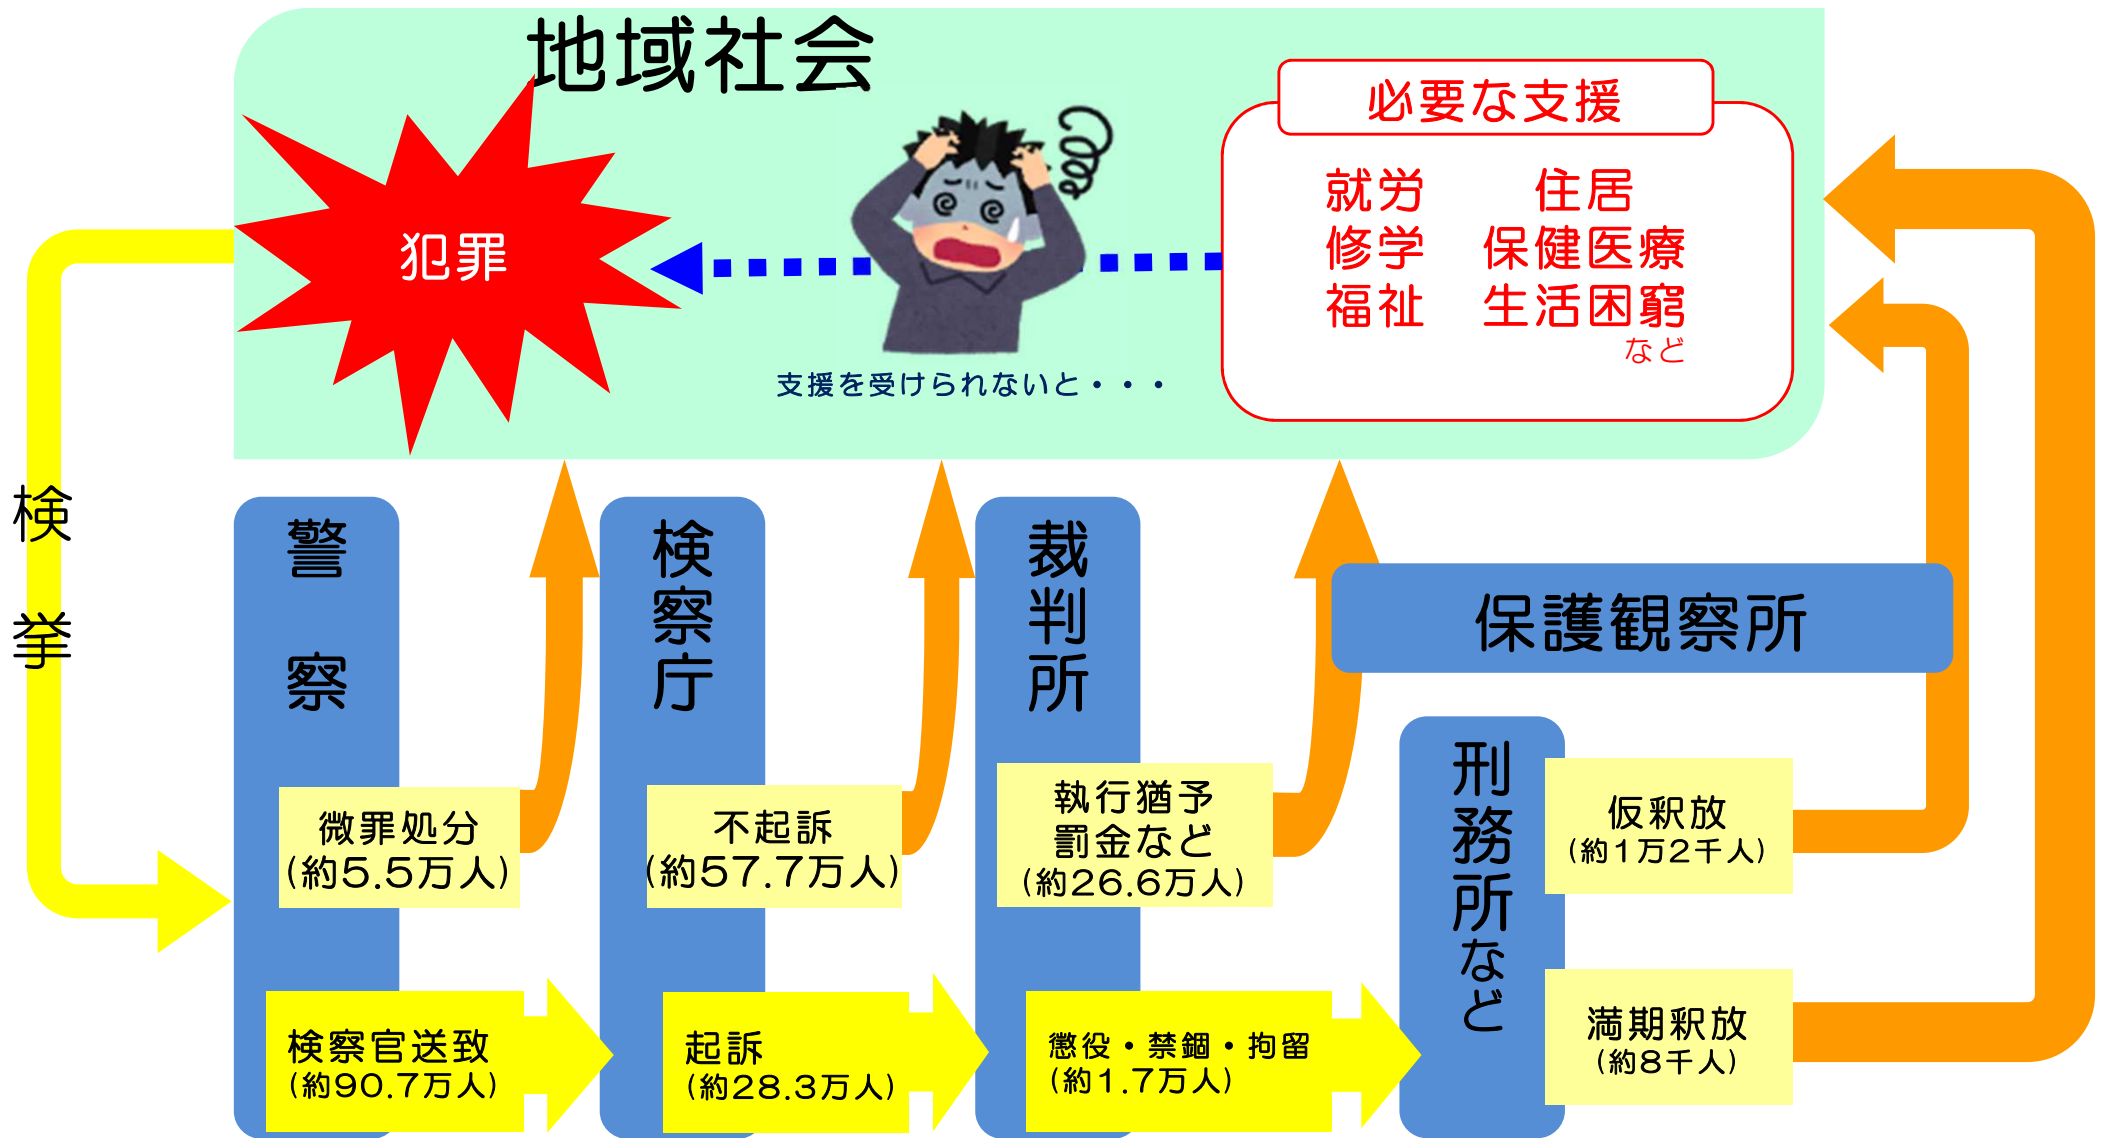 地域社会
必要な支援
就労 住居
修学 保健医療
福祉 生活困窮
など
犯罪
支援を受けられないと・・・
検挙
警察
検察庁
裁判所
保護観察所
刑務所など
微罪処分
(約5.5万人)
不起訴
(約57.7万人)
執行猶予
罰金など
(約26.6万人)
仮釈放
(約1万2千人)
検察官送致
(約90.7万人)
起訴
(約28.3万人)
懲役・禁錮・拘留
(約1.7万人)
満期釈放
(約8千人)